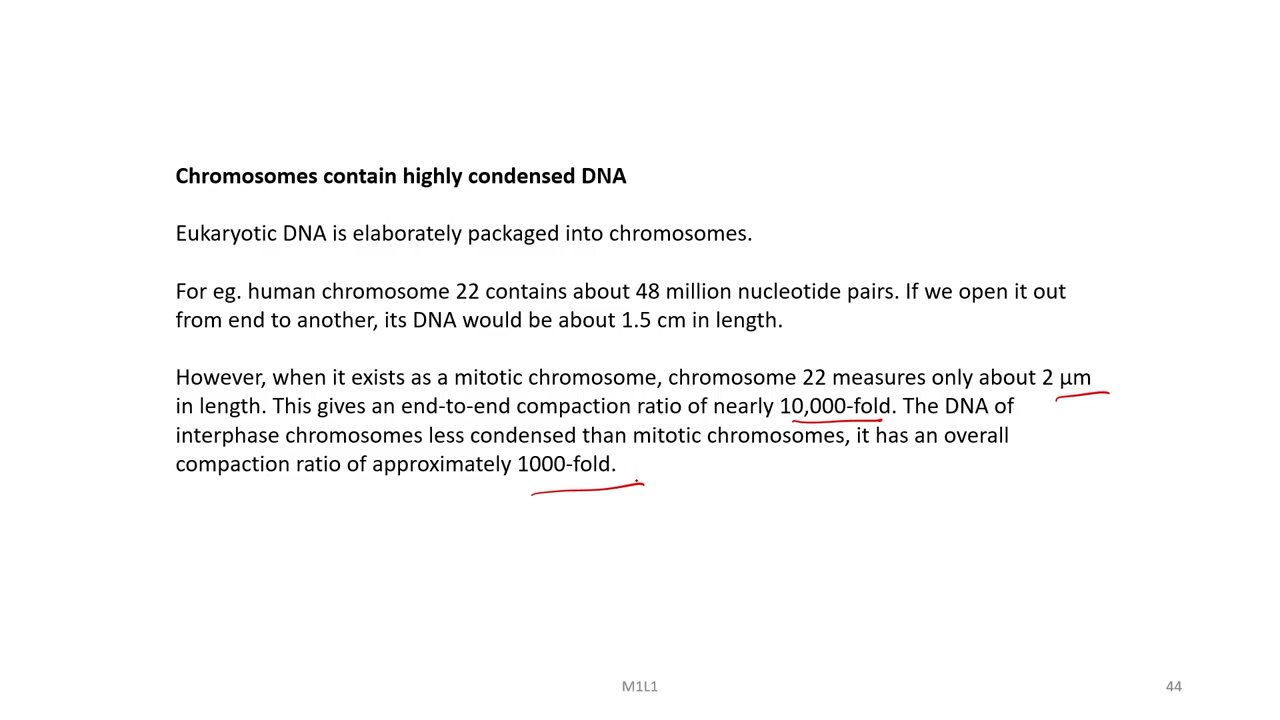 Chromosomes contain highly condensed DNA
Eukaryotic DNA is elaborately packaged into chromosomes.
For eg. human chromosome 22 contains about 48 million nucleotide pairs. If we open it out
from end to another, its DNA would be about 1.5 cm in length.
However, when it exists as a mitotic chromosome, chromosome 22 measures only about 2 μm
in length. This gives an end-to-end compaction ratio of nearly 10,000-fold. The DNA of
interphase chromosomes less condensed than mitotic chromosomes, it has an overall
compaction ratio of approximately 1000-fold.
M1L1
44